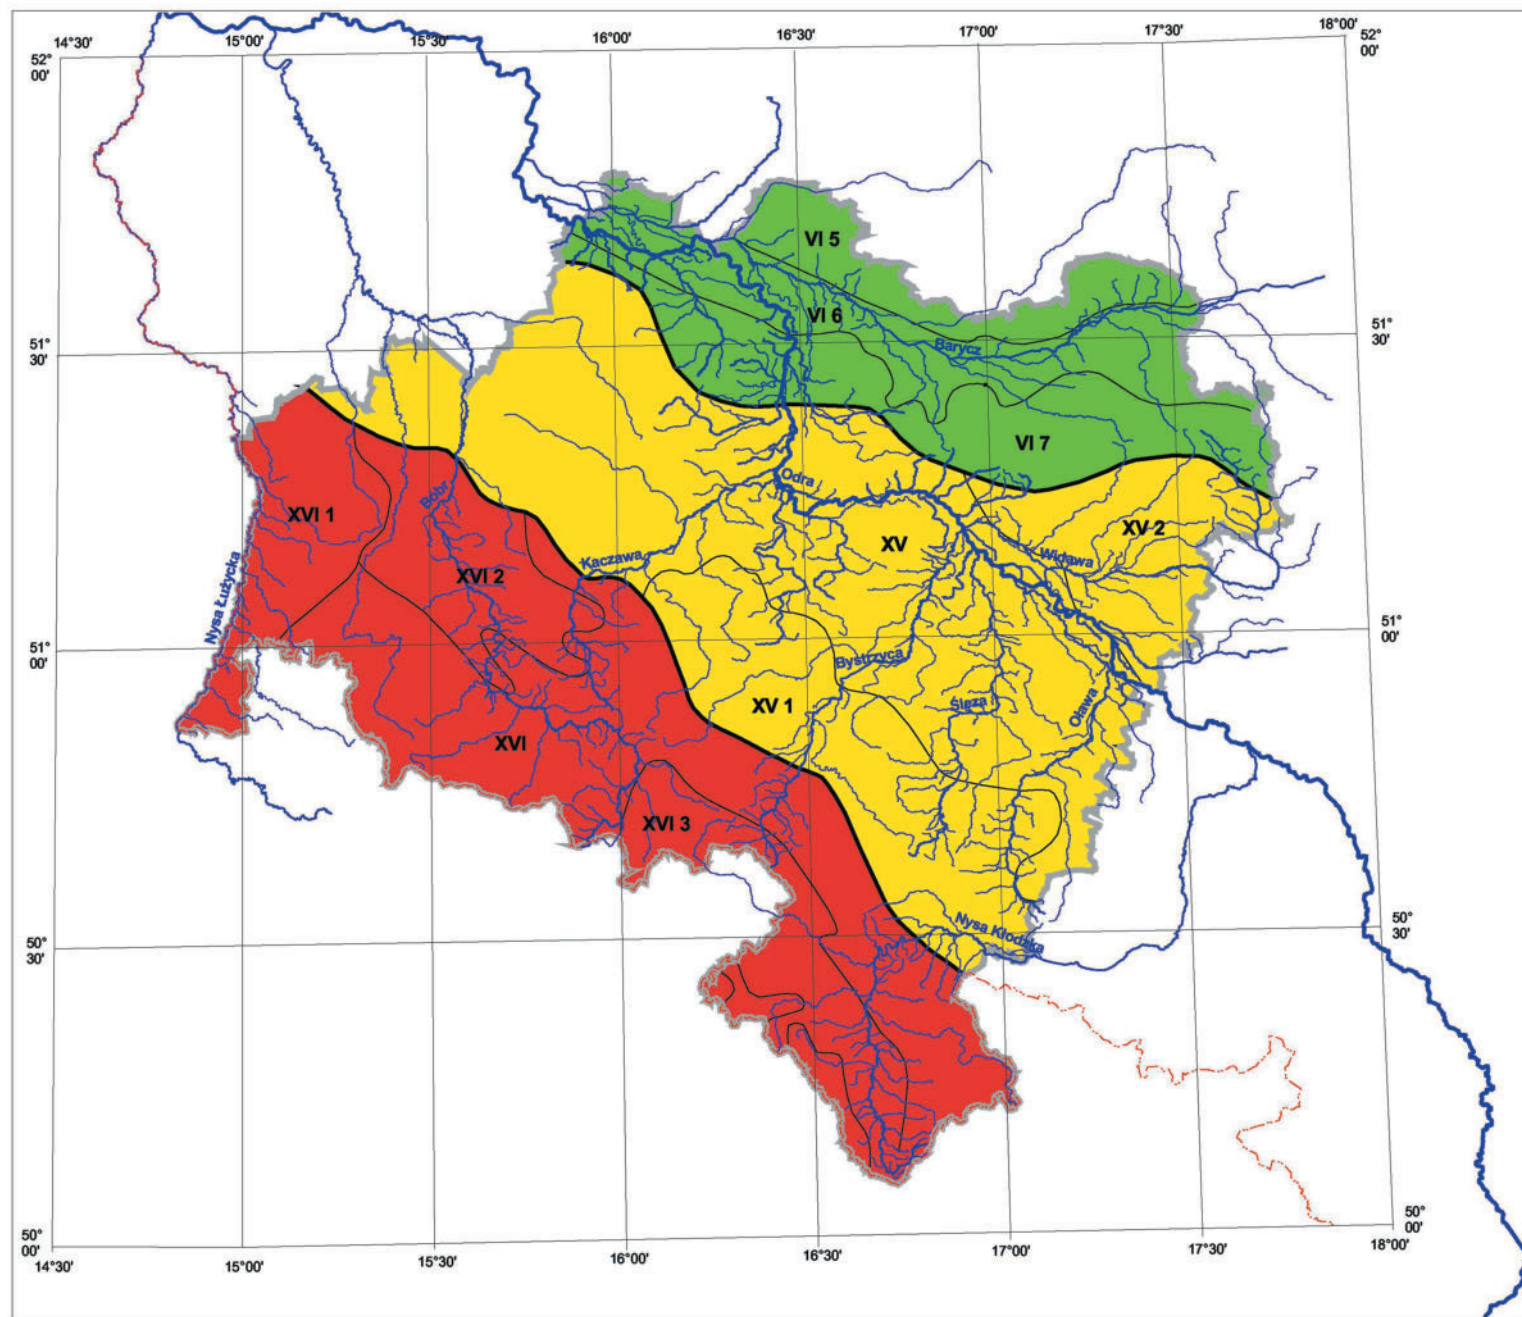 14°30'
15°00'
15°30'
16°00'
16°30'
17°00'
17°30'
18°00'
52°
00'
52°
00'
VI 5
VI 6
Barycz
51°
30'
51°
30'
VI 7
Odra
Bóbr
XVI 1
XV
XV-2
Widawa
Kaczawa
XVI 2
Nysa Łużycka
51°
00'
51°
00'
Bystrzyca
XV 1
Ślęza
Oława
XVI
XVI 3
Nysa Kłodzka
50°
30'
50°
30'
50°
00'
50°
00'
14°30'
15°00'
15°30'
16°00'
16°30'
17°00'
17°30'
18°00'